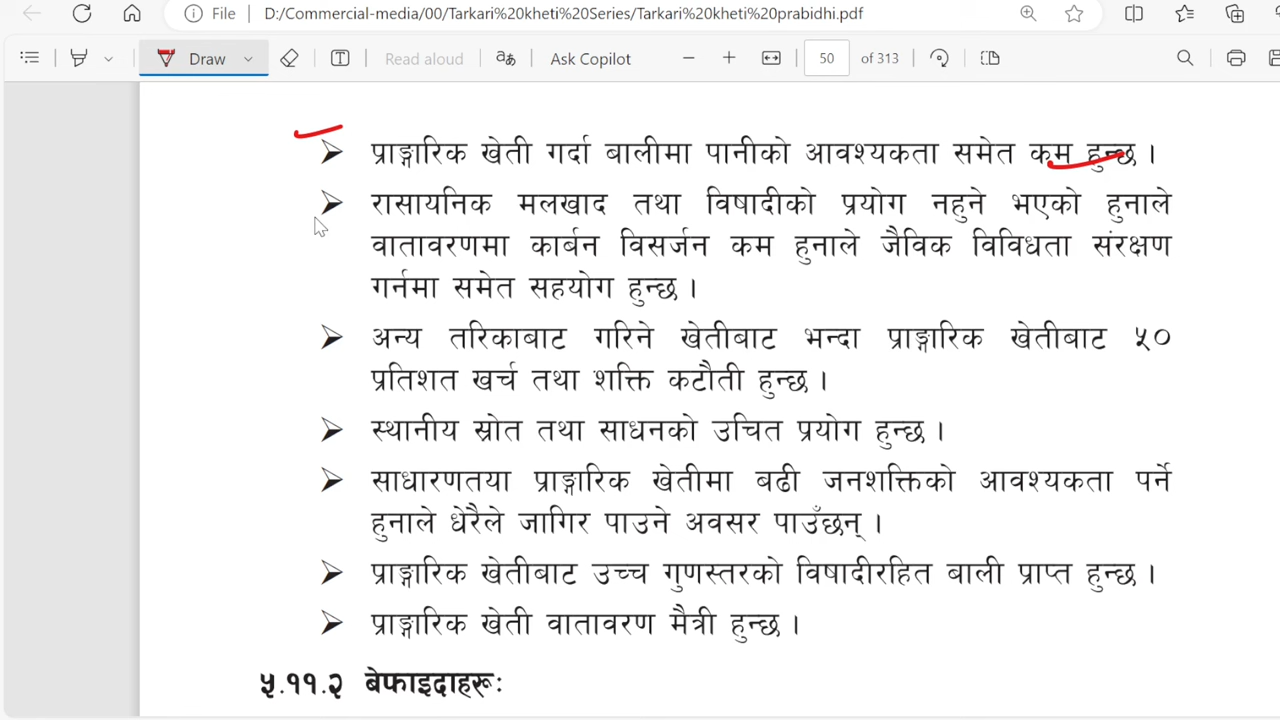 File D:/Commercial-media/00/Tarkari%20kheti%20Series/Tarkari%20kheti%20prabidhi.pdf
Draw Read aloud aあ Ask Copilot 50 of 313
➢ प्राङ्गारिक खेती गर्दा बालीमा पानीको आवश्यकता समेत कम हुन्छ ।
➢ रासायनिक मलखाद तथा विषादीको प्रयोग नहुने भएको हुनाले
वातावरणमा कार्बन विसर्जन कम हुनाले जैविक विविधता संरक्षण
गर्नमा समेत सहयोग हुन्छ ।
➢ अन्य तरिकाबाट गरिने खेतीबाट भन्दा प्राङ्गारिक खेतीबाट ५०
प्रतिशत खर्च तथा शक्ति कटौती हुन्छ ।
➢ स्थानीय स्रोत तथा साधनको उचित प्रयोग हुन्छ ।
➢ साधारणतया प्राङ्गारिक खेतीमा बढी जनशक्तिको आवश्यकता पर्ने
हुनाले धेरैले जागिर पाउने अवसर पाउँछन् ।
➢ प्राङ्गारिक खेतीबाट उच्च गुणस्तरको विषादीरहित बाली प्राप्त हुन्छ ।
➢ प्राङ्गारिक खेती वातावरण मैत्री हुन्छ ।
५.११.२ बेफाइदाहरूः